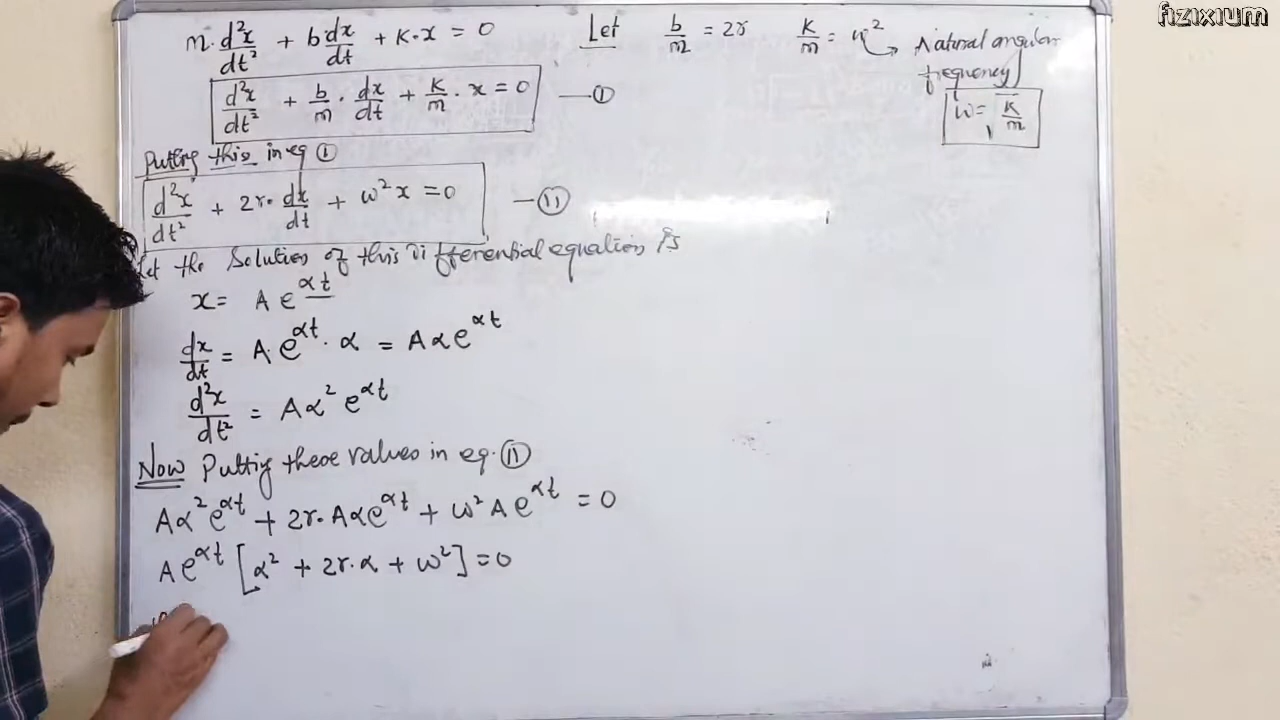 fizixium
m·d²x/dt² + b dx/dt + K·x = 0
Let b/m = 2r K/m = ω² → Natural angular frequency
d²x/dt² + b/m · dx/dt + K/m · x = 0 — ①
ω = √K/m
Putting this in eq ①
d²x/dt² + 2r· dx/dt + ω² x = 0 — ⑪
Let the Solution of this Differential equation is
x = A e^αt
dx/dt = A· e^αt · α = A α e^αt
d²x/dt² = Aα² e^αt
Now Putting these values in eq. ⑪
Aα² e^αt + 2r· Aα e^αt + ω² A e^αt = 0
A e^αt [α² + 2r·α + ω²] = 0